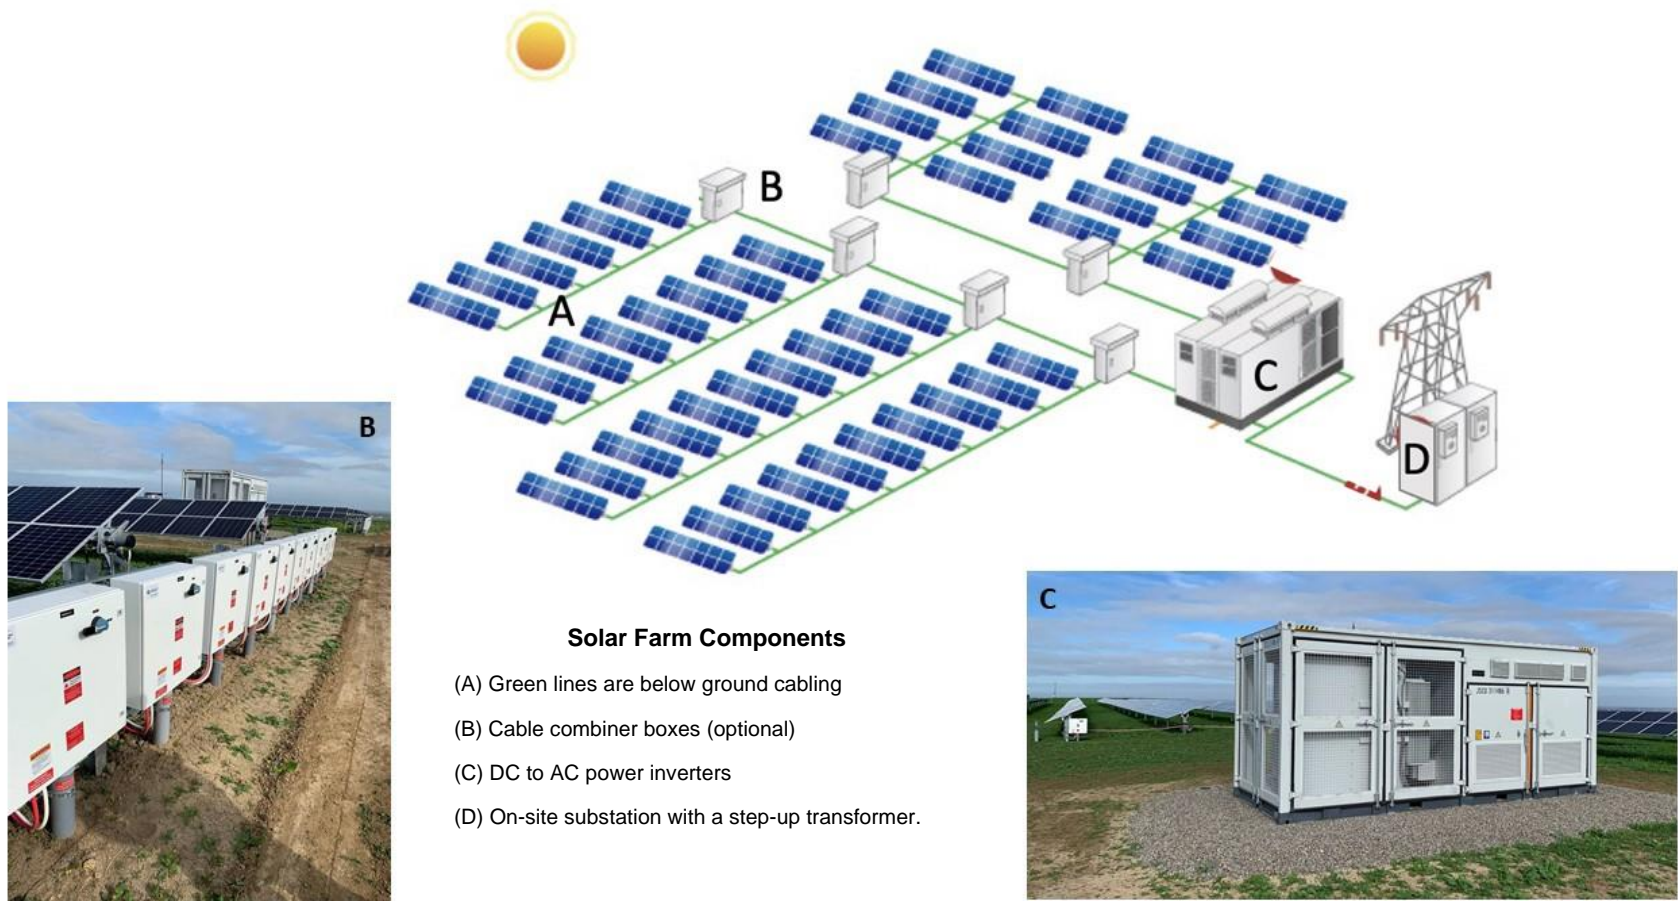 B
A
C
D
B
C
Solar Farm Components
(A) Green lines are below ground cabling
(B) Cable combiner boxes (optional)
(C) DC to AC power inverters
(D) On-site substation with a step-up transformer.